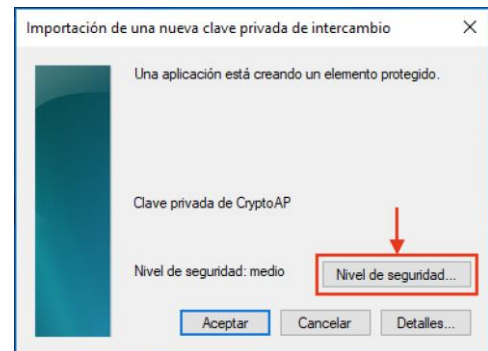 Importación de una nueva clave privada de intercambio
Una aplicación está creando un elemento protegido.
Clave privada de CryptoAP
Nivel de seguridad: medio
Nivel de seguridad...
Aceptar
Cancelar
Detalles...